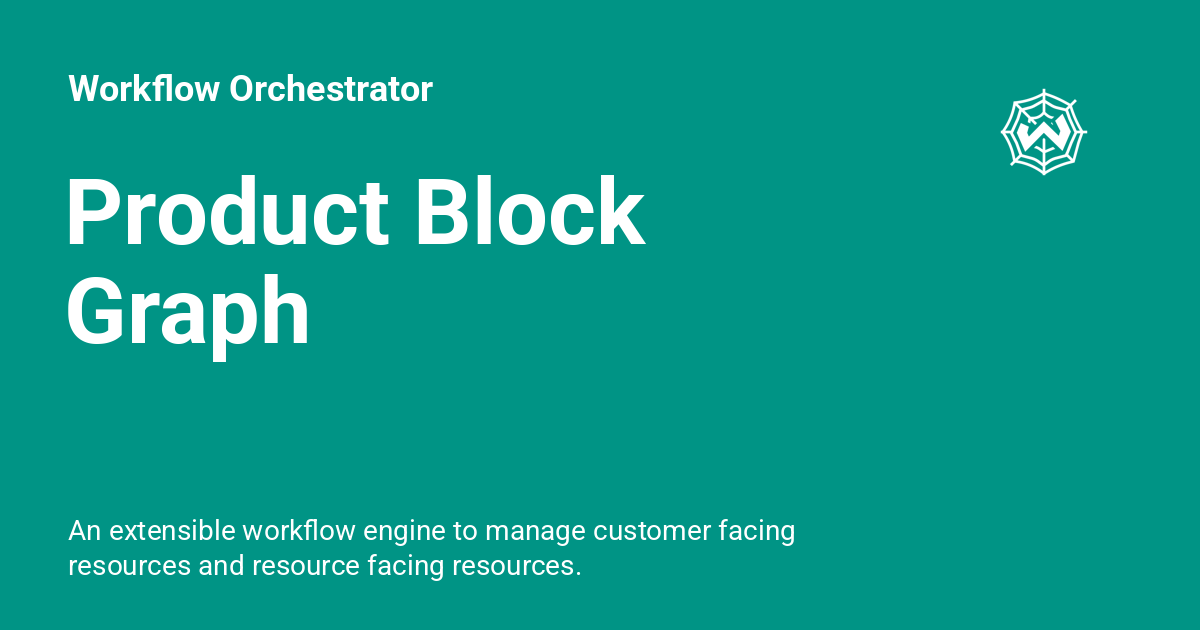 Workflow Orchestrator
W
Product Block
Graph
An extensible workflow engine to manage customer facing
resources and resource facing resources.